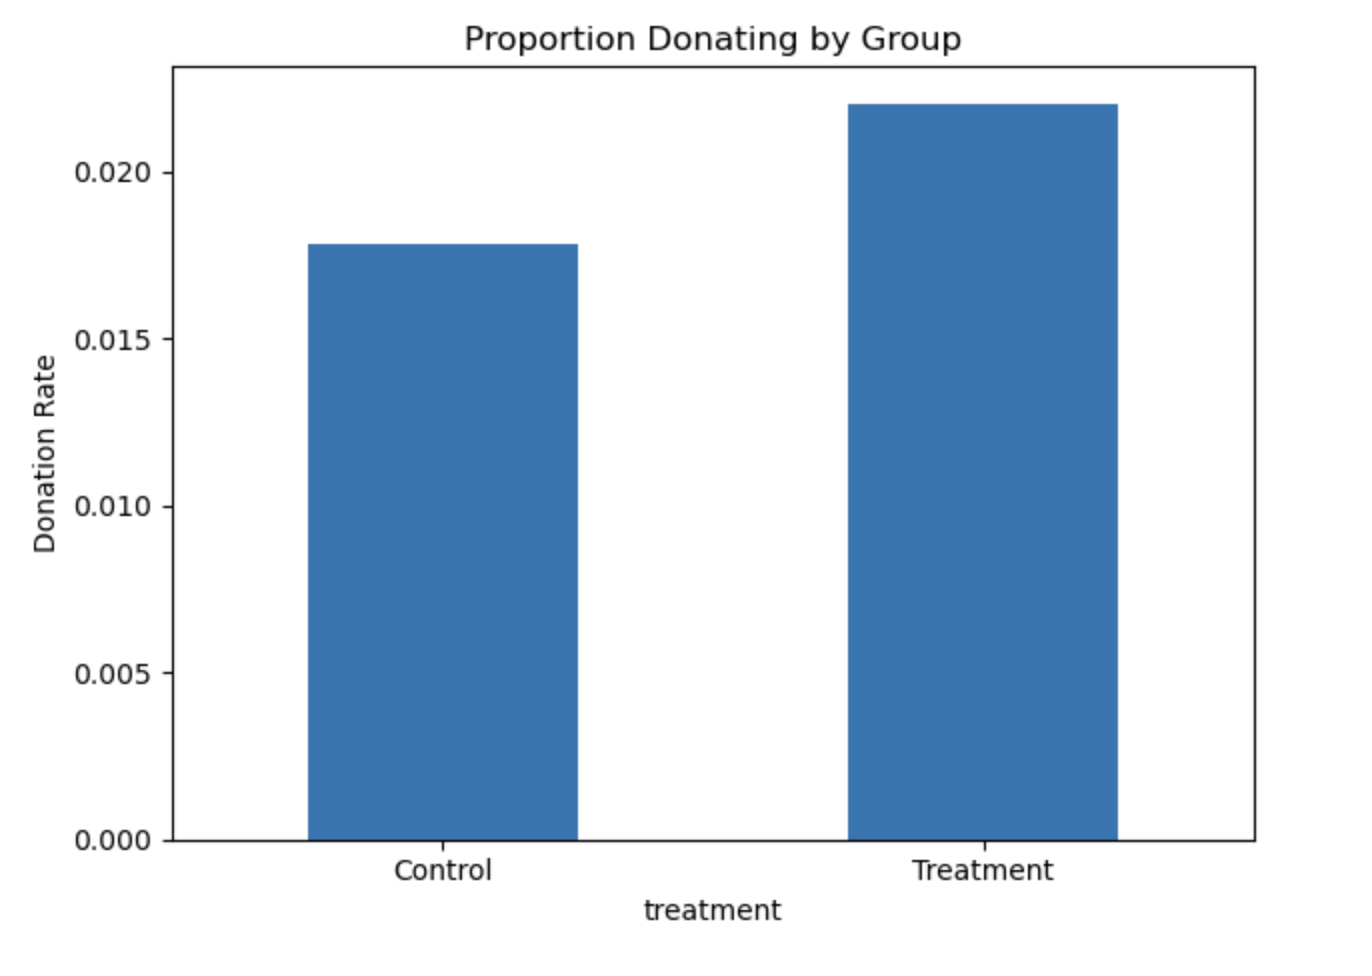 Proportion Donating by Group
Donation Rate
0.020
0.015
0.010
0.005
0.000
Control
Treatment
treatment